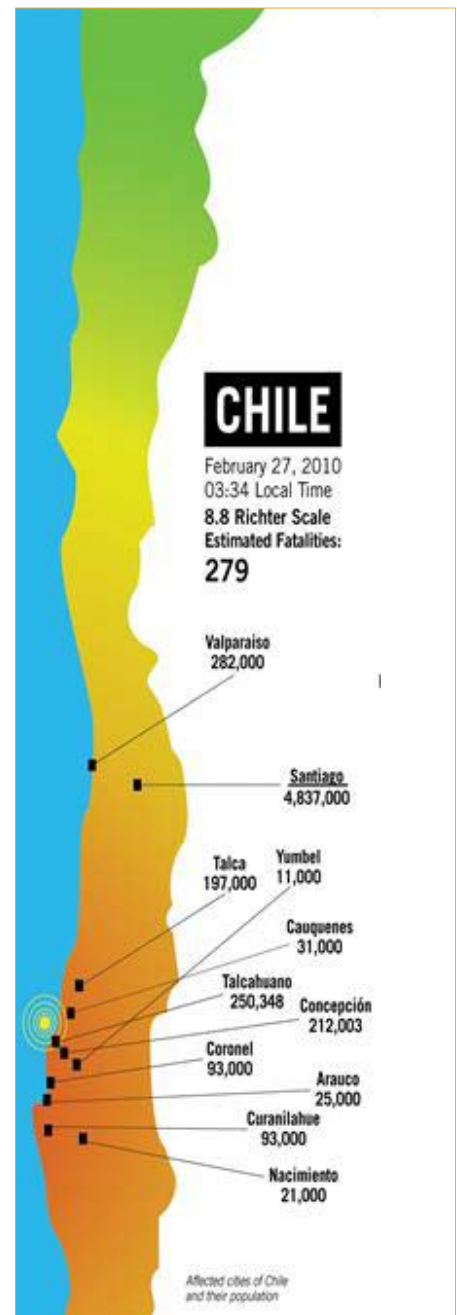 CHILE
February 27, 2010
03:34 Local Time
8.8 Richter Scale
Estimated Fatalities:
279
Valparaiso
282,000
Santiago
4,837,000
Talca
197,000
Yumbel
11,000
Cauquenes
31,000
Talcahuano
250,348
Concepción
212,003
Coronel
93,000
Arauco
25,000
Curanilahue
93,000
Nacimiento
21,000
Affected cities of Chile
and their population